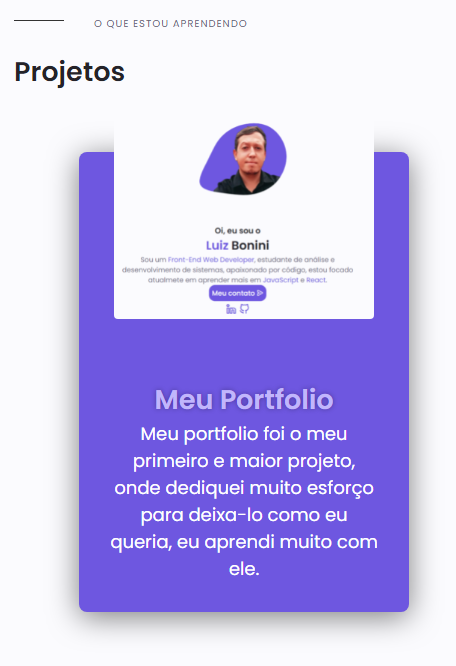 O QUE ESTOU APRENDENDO
Projetos
Oi, eu sou o
Luiz Bonini
Sou um Front-End Web Developer, estudante de análise e
desenvolvimento de sistemas, apaixonado por código, estou focado
atualmete em aprender mais em JavaScript e React.
Meu contato
in
Meu Portfolio
Meu portfolio foi o meu
primeiro e maior projeto,
onde dediquei muito esforço
para deixa-lo como eu
queria, eu aprendi muito com
ele.